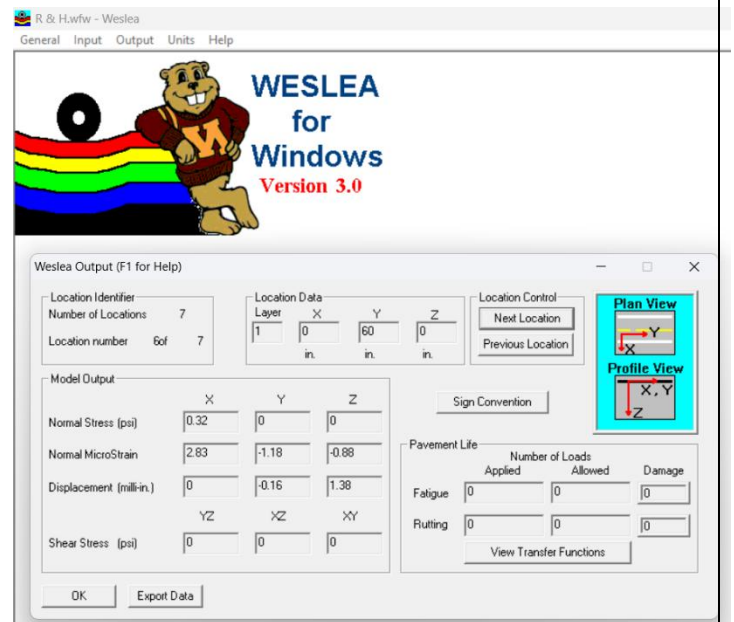 R & H.wfw - Weslea
General Input Output Units Help
WESLEA
for
Windows
Version 3.0
Weslea Output (F1 for Help)
Location Identifier
Number of Locations 7
Location number 6of 7
Location Data
Layer X Y Z
1 0 60 0
in. in. in.
Location Control
Next Location
Previous Location
Plan View
Y
X
Profile View
X, Y
Z
Model Output
X Y Z
Normal Stress (psi) 0.32 0 0
Normal MicroStrain 2.83 -1.18 -0.88
Displacement (milli-in.) 0 -0.16 1.38
YZ XZ XY
Shear Stress (psi) 0 0 0
Sign Convention
Pavement Life
Number of Loads
Applied Allowed Damage
Fatigue 0 0 0
Rutting 0 0 0
View Transfer Functions
OK Export Data